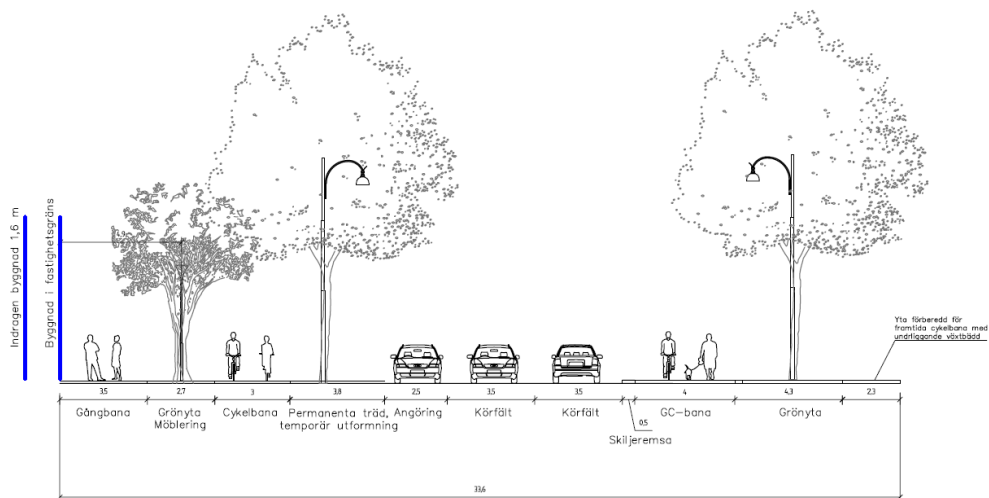 Indragen byggnad 1,6 m
Byggnad i fastighetsgräns
Yta förberedd för
framtida cykelbana med
undrliggande växtbädd
3,5
2,7
3
3,8
2,5
3,5
3,5
4
4,3
2,3
Gångbana
Grönyta
Möblering
Cykelbana
Permanenta träd,
temporär utformning
Angöring
Körfält
Körfält
GC-bana
Grönyta
0,5
Skiljeremsa
33,6